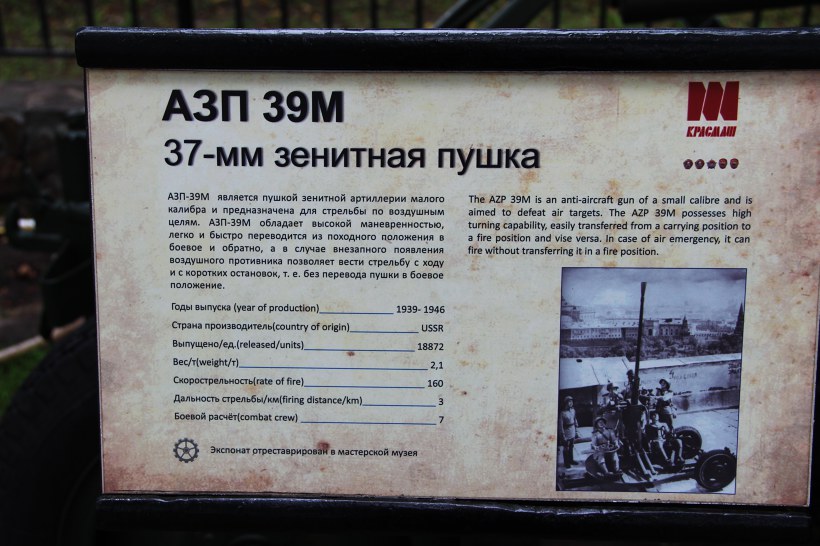 АЗП 39М
37-мм зенитная пушка
КРАСМАШ
АЗП-39М является пушкой зенитной артиллерии малого
калибра и предназначена для стрельбы по воздушным
целям. АЗП-39М обладает высокой маневренностью,
легко и быстро переводится из походного положения в
боевое и обратно, а в случае внезапного появления
воздушного противника позволяет вести стрельбу с ходу
и с коротких остановок, т. е. без перевода пушки в боевое
положение.
The AZP 39M is an anti-aircraft gun of a small calibre and is
aimed to defeat air targets. The AZP 39M possesses high
turning capability, easily transferred from a carrying position to
a fire position and vise versa. In case of air emergency, it can
fire without transferring it in a fire position.
Годы выпуска (year of production) 1939- 1946
Страна производитель(country of origin) USSR
Выпущено/ед.(released/units) 18872
Вес/т(weight/т) 2,1
Скорострельность(rate of fire) 160
Дальность стрельбы/км(firing distance/km) 3
Боевой расчёт(combat crew) 7
Экспонат отреставрирован в мастерской музея